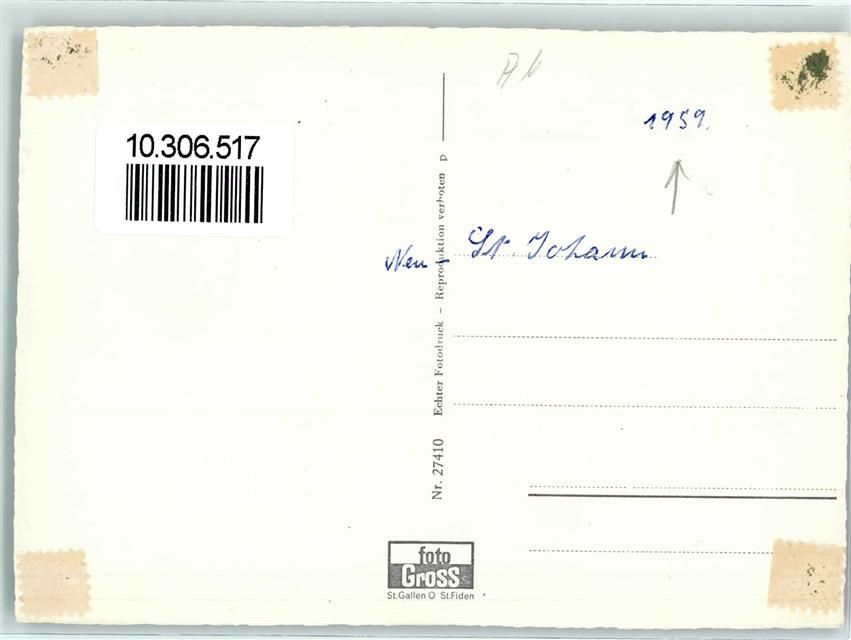 10.306.517
1959.
Neu - St. Johann
Nr. 27410 Echter Fotodruck – Reproduktion verboten p
foto
GROSS
St.Gallen O St.Fiden